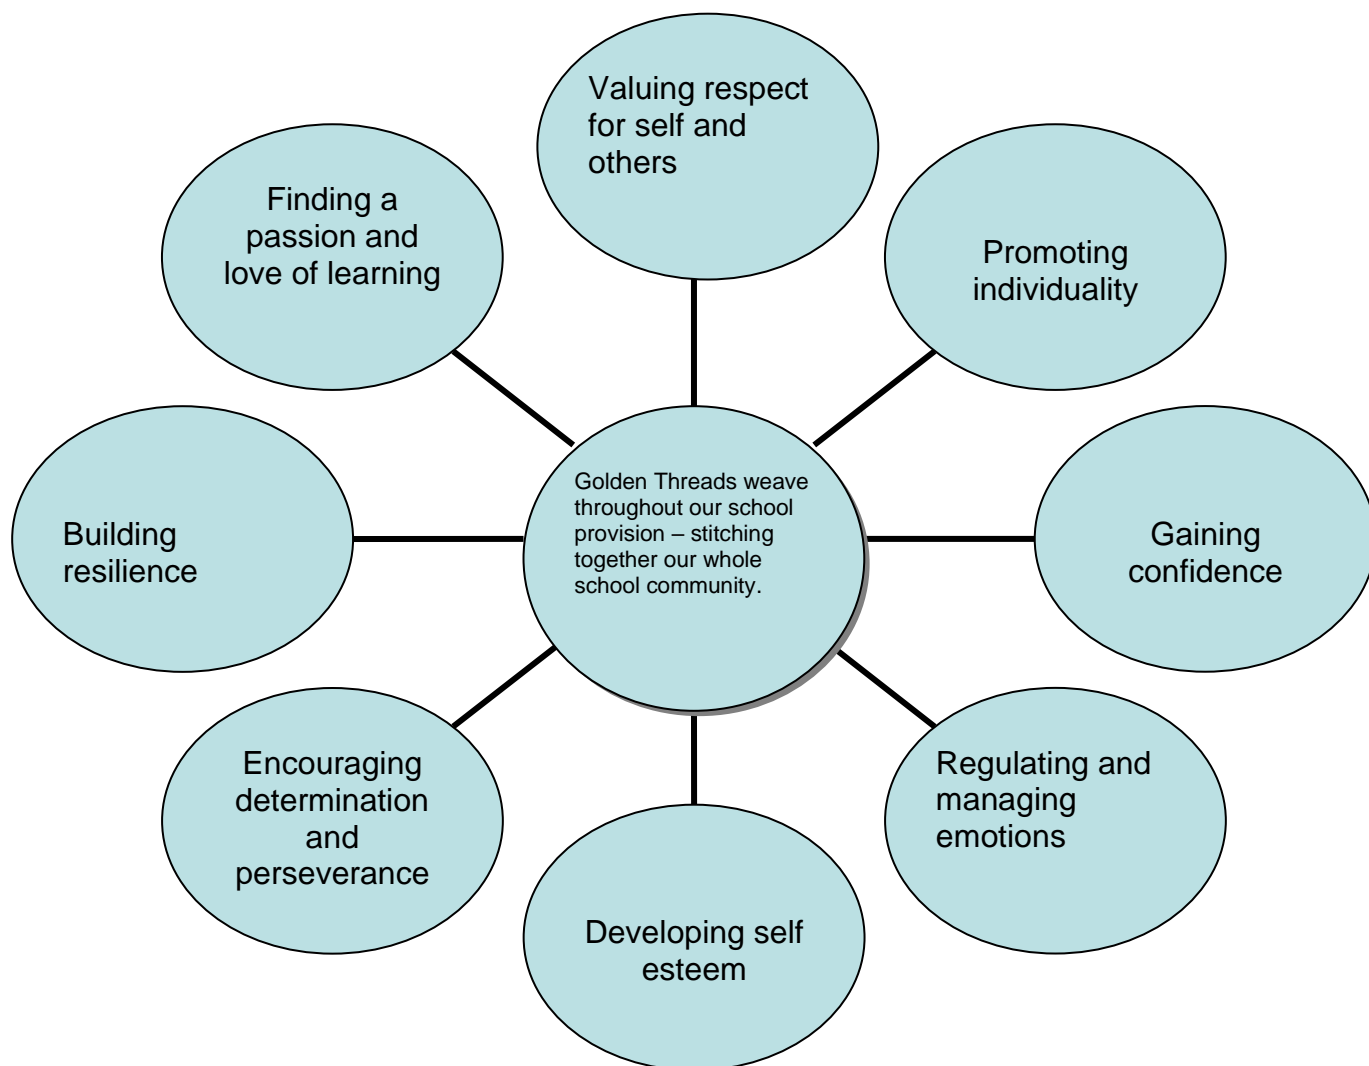 Valuing respect
for self and
others
Finding a
passion and
love of learning
Promoting
individuality
Golden Threads weave
throughout our school
provision – stitching
together our whole
school community.
Building
resilience
Gaining
confidence
Encouraging
determination
and
perseverance
Regulating and
managing
emotions
Developing self
esteem